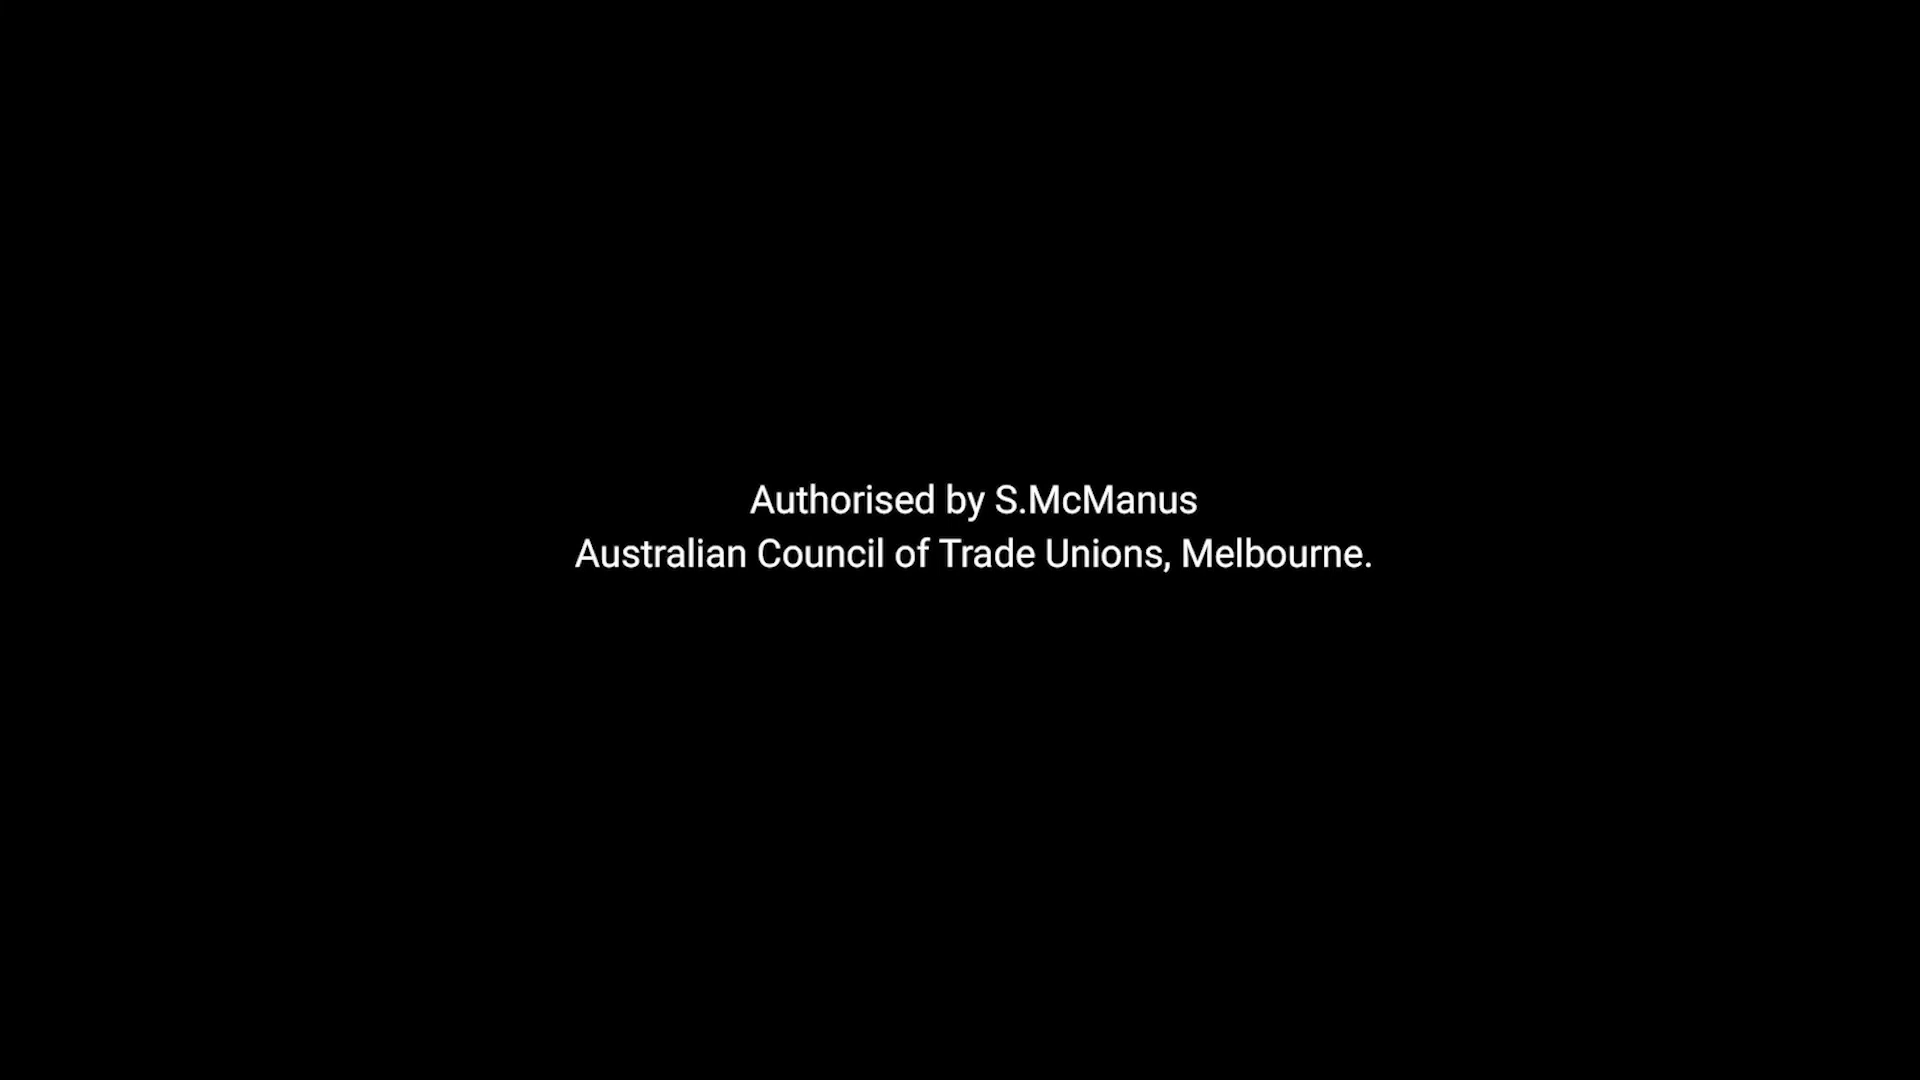 Authorised by S.McManus
Australian Council of Trade Unions, Melbourne.